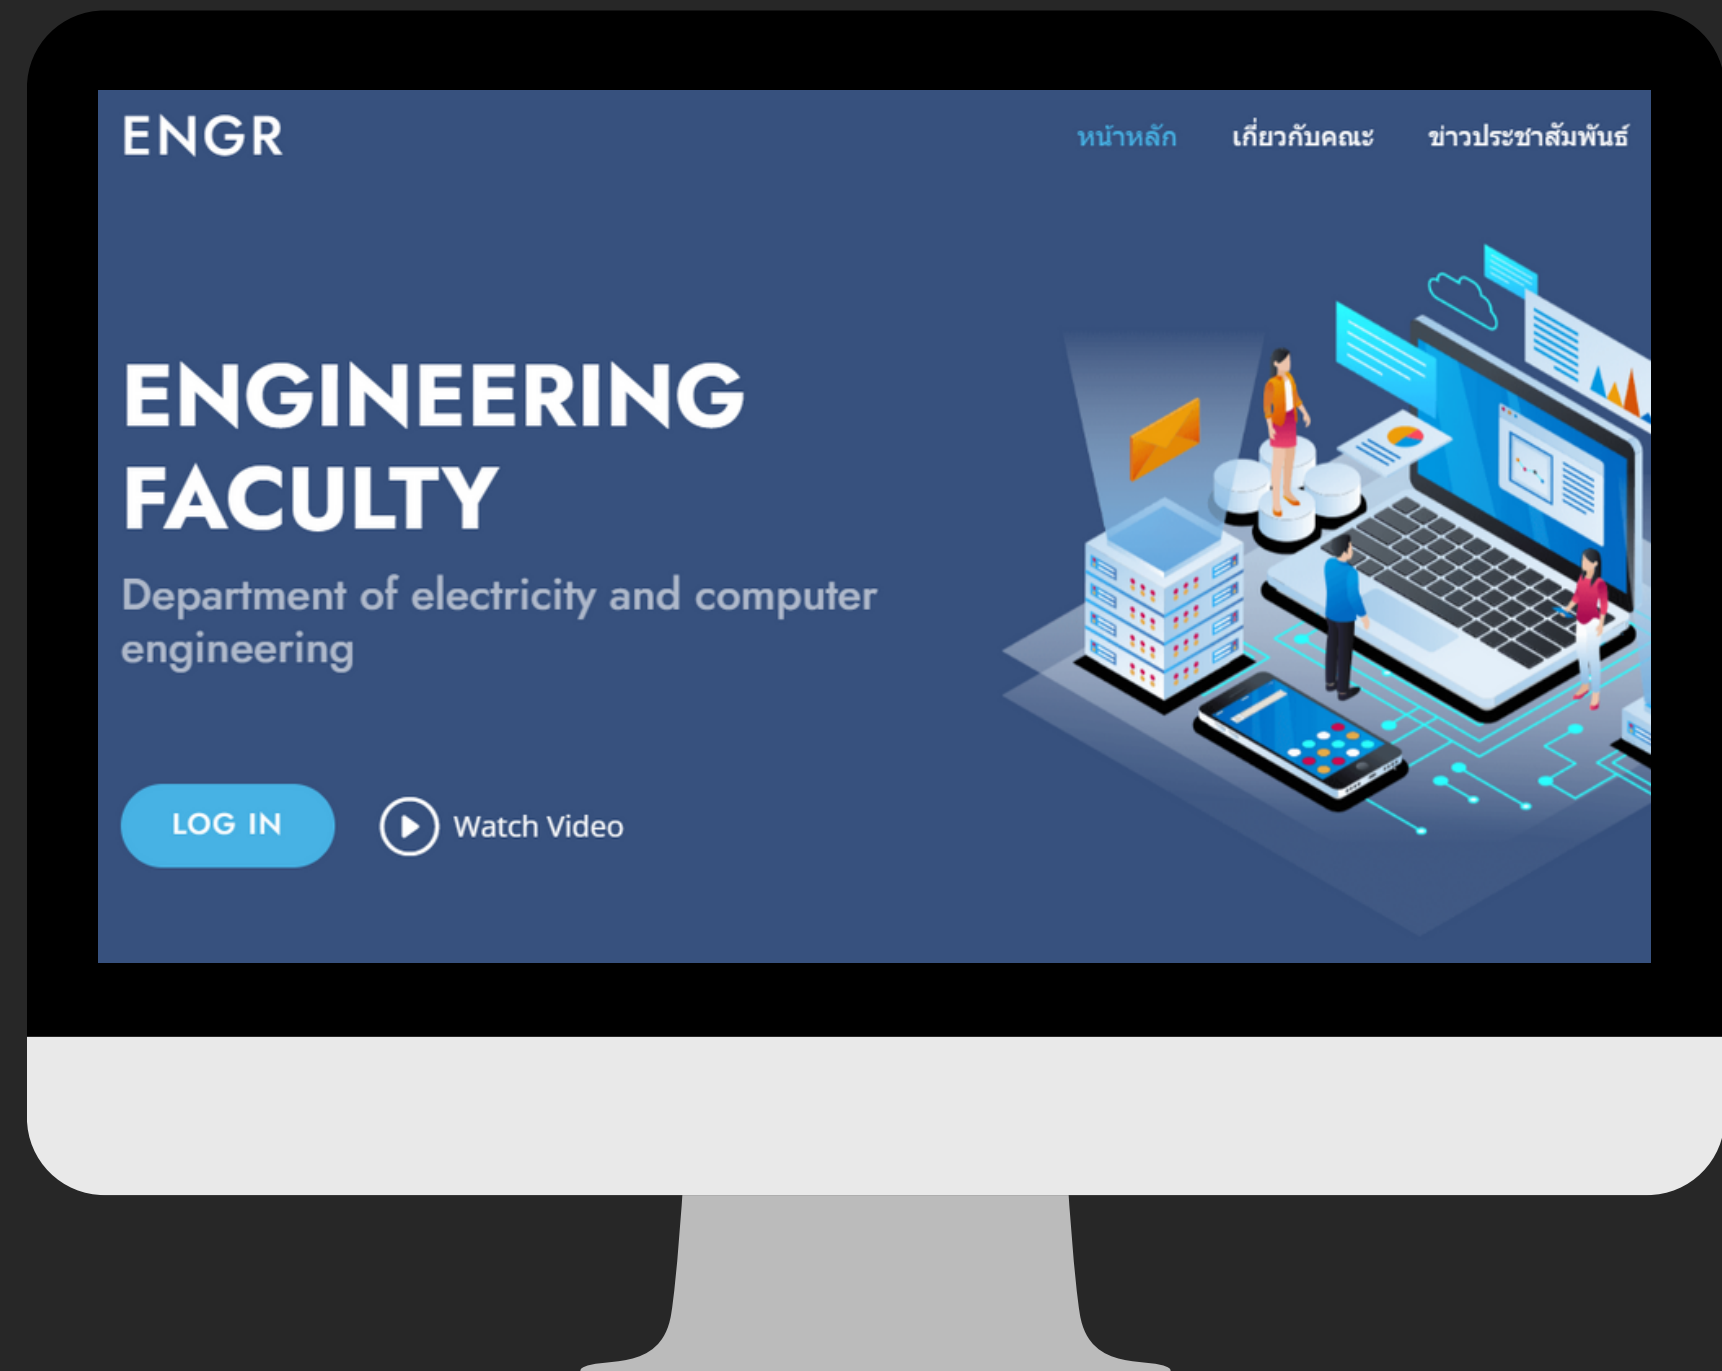 ENGR
หน้าหลัก เกี่ยวกับคณะ ข่าวประชาสัมพันธ์
ENGINEERING
FACULTY
Department of electricity and computer
engineering
LOG IN
Watch Video